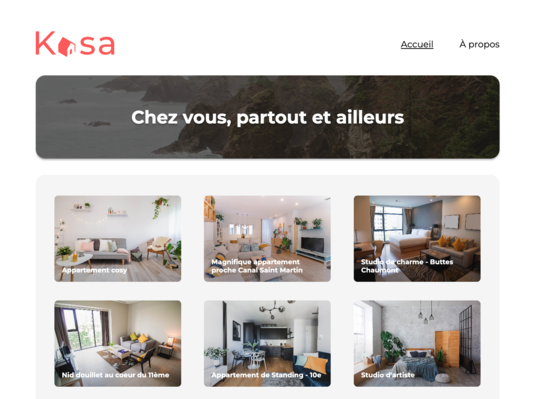 Kasa
Accueil
À propos
Chez vous, partout et ailleurs
Appartement cosy
Magnifique appartement
proche Canal Saint Martin
Studio de charme - Buttes
Chaumont
Nid douillet au coeur du 11ème
Appartement de Standing - 10e
Studio d'artiste